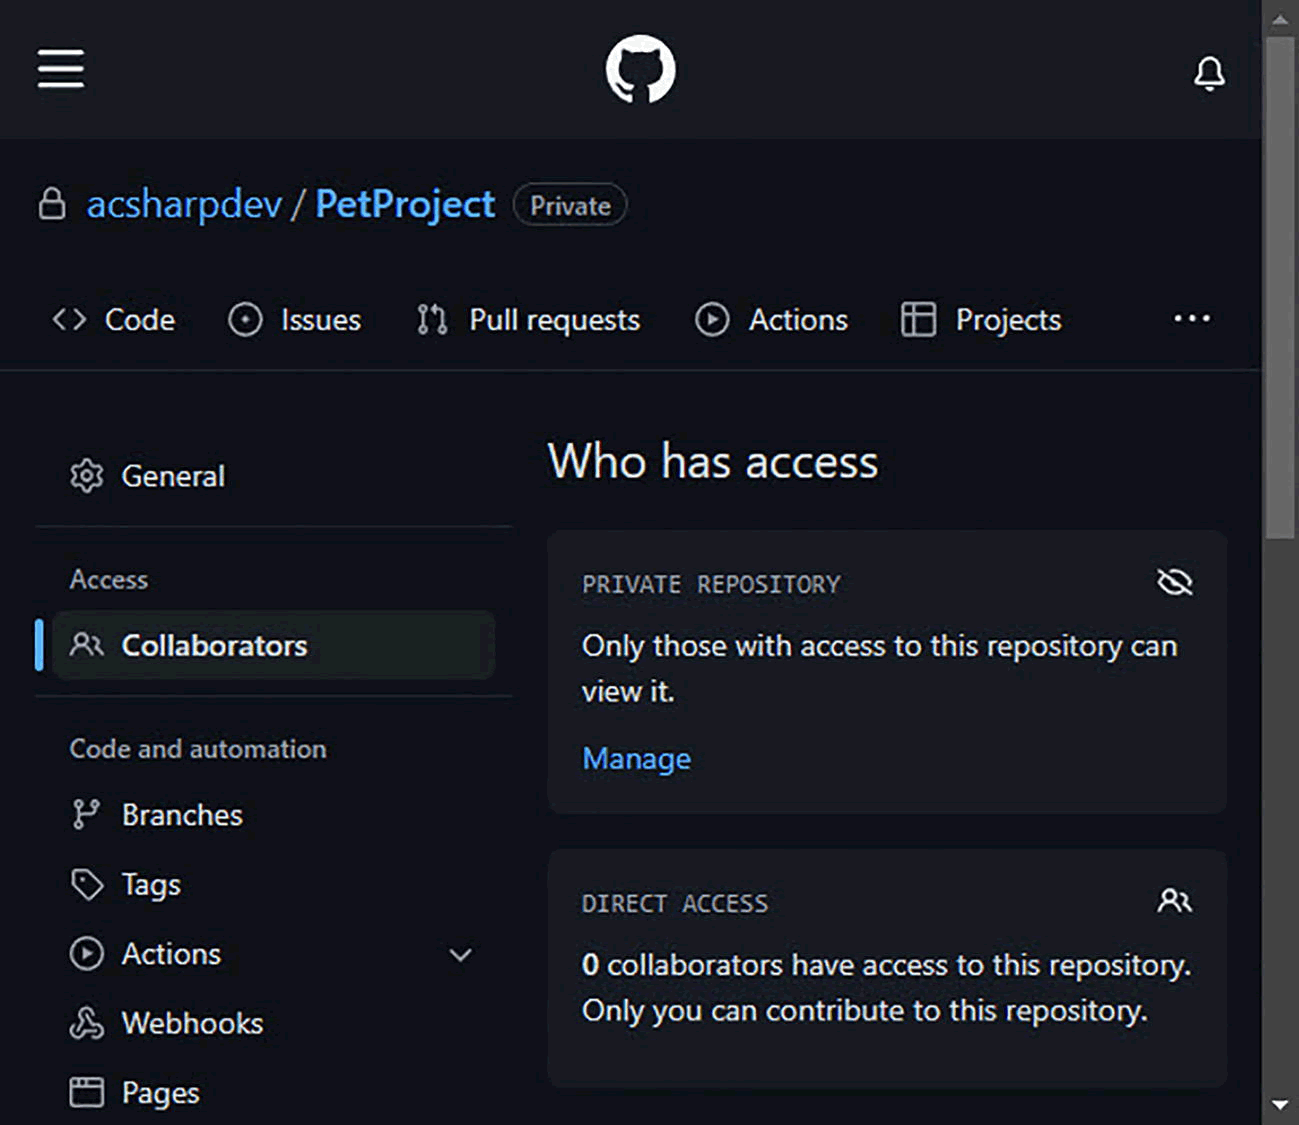 acsharpdev / PetProject Private
Code Issues Pull requests Actions Projects
General
Access
Collaborators
Code and automation
Branches
Tags
Actions
Webhooks
Pages
Who has access
PRIVATE REPOSITORY
Only those with access to this repository can
view it.
Manage
DIRECT ACCESS
0 collaborators have access to this repository.
Only you can contribute to this repository.